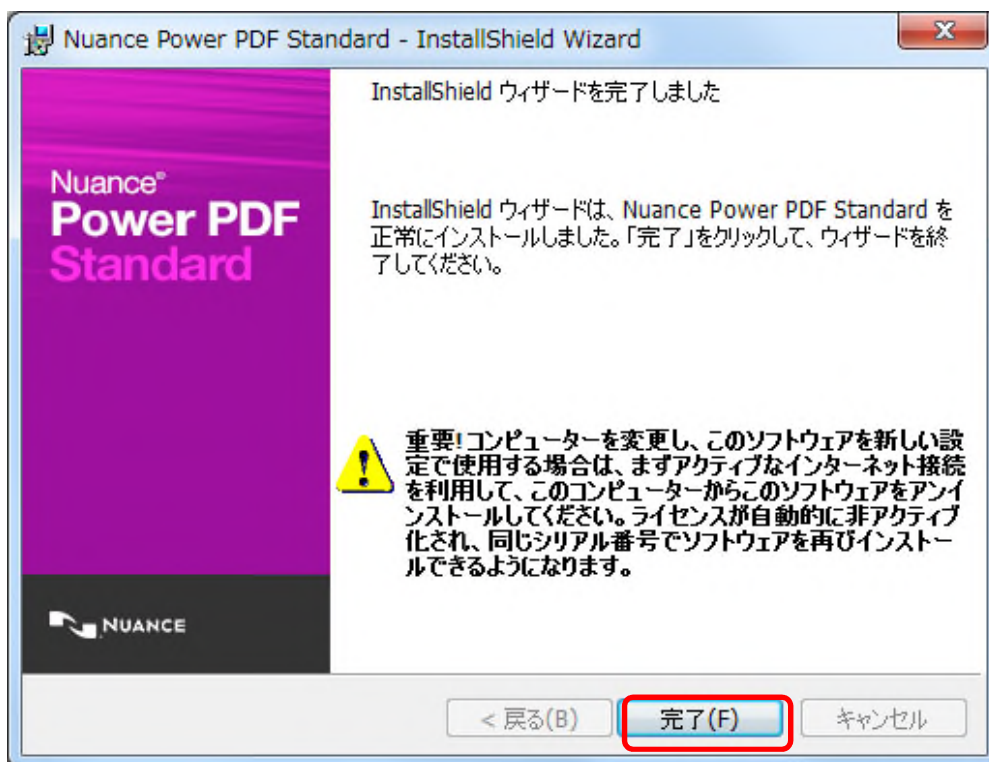 Nuance Power PDF Standard - InstallShield Wizard
InstallShield ウィザードを完了しました
Nuance®
Power PDF
Standard
InstallShield ウィザードは、Nuance Power PDF Standard を
正常にインストールしました。「完了」をクリックして、ウィザードを終
了してください。
重要! コンピューターを変更し、このソフトウェアを新しい設
定で使用する場合は、まずアクティブなインターネット接続
を利用して、このコンピューターからこのソフトウェアをアンイ
ンストールしてください。ライセンスが自動的に非アクティブ
化され、同じシリアル番号でソフトウェアを再びインストー
ルできるようになります。
NUANCE
< 戻る(B)
完了(F)
キャンセル